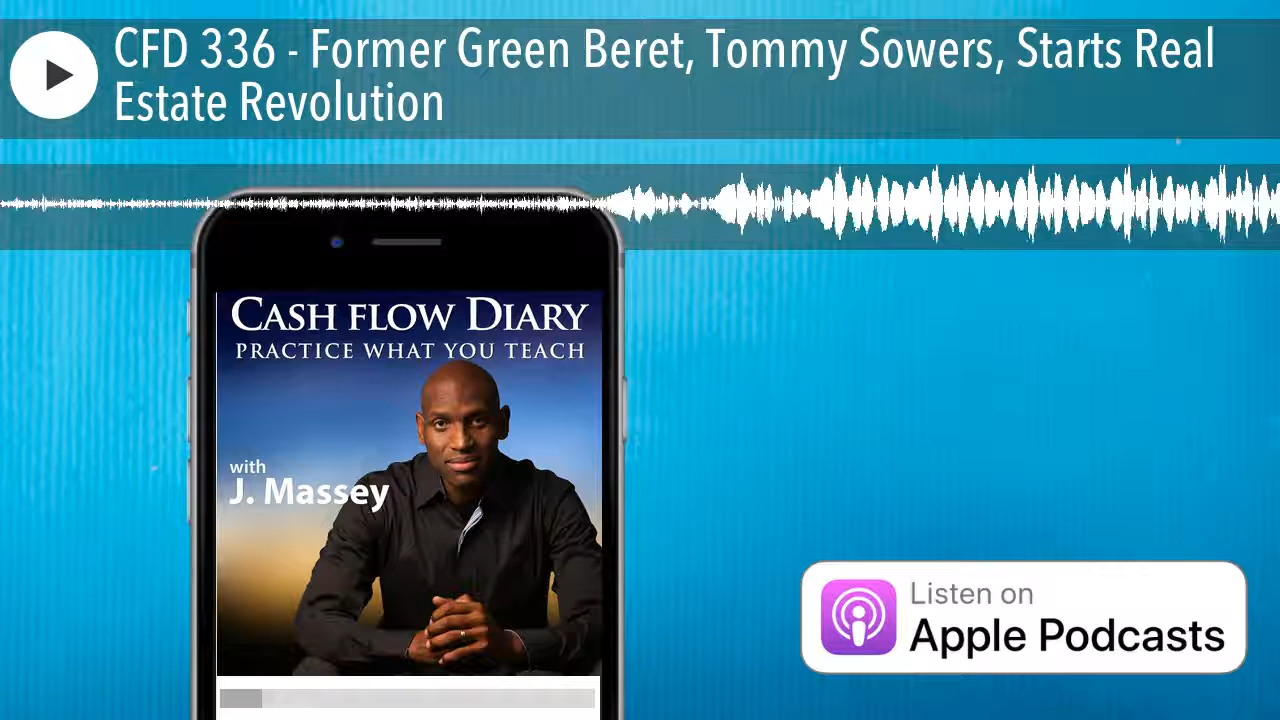 CFD 336 - Former Green Beret, Tommy Sowers, Starts Real
Estate Revolution
CASH FLOW DIARY
PRACTICE WHAT YOU TEACH
with
J. Massey
Listen on
Apple Podcasts